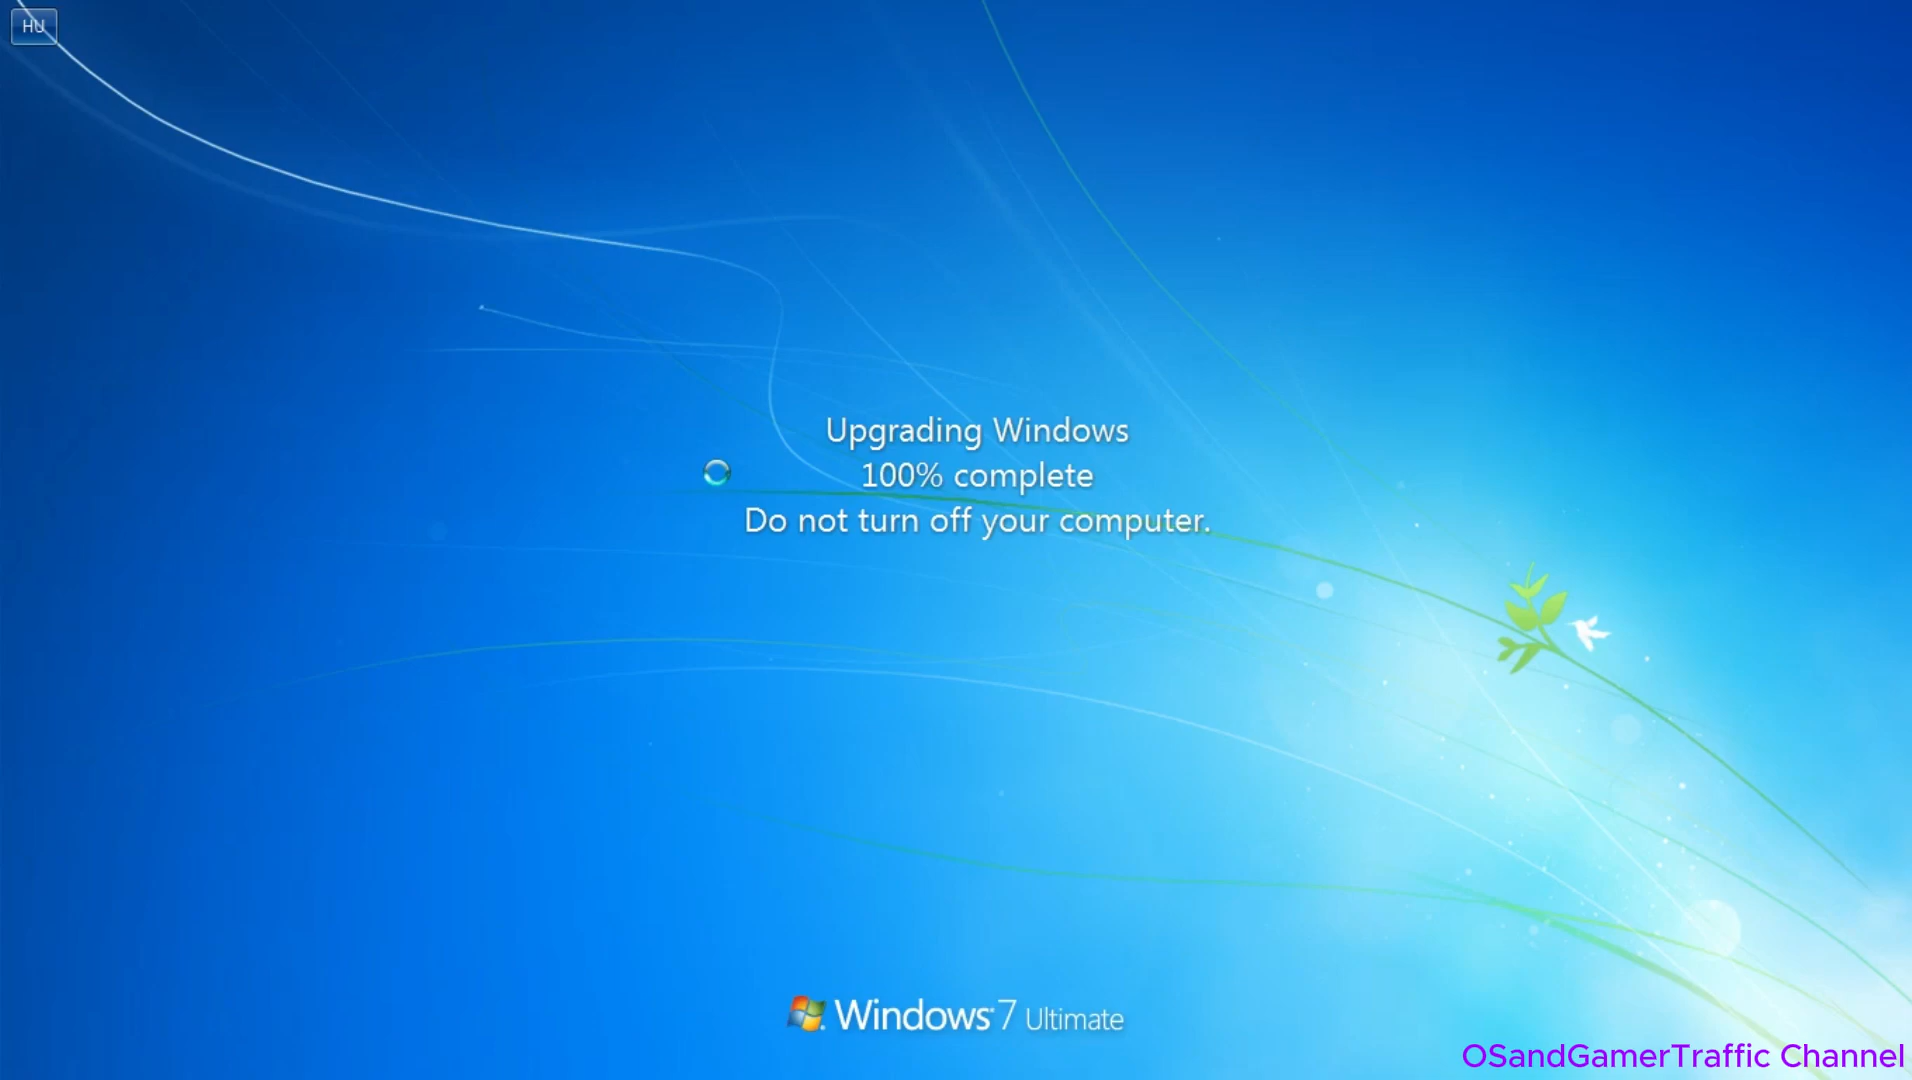 HU
Upgrading Windows
100% complete
Do not turn off your computer.
Windows 7 Ultimate
OSandGamerTraffic Channel